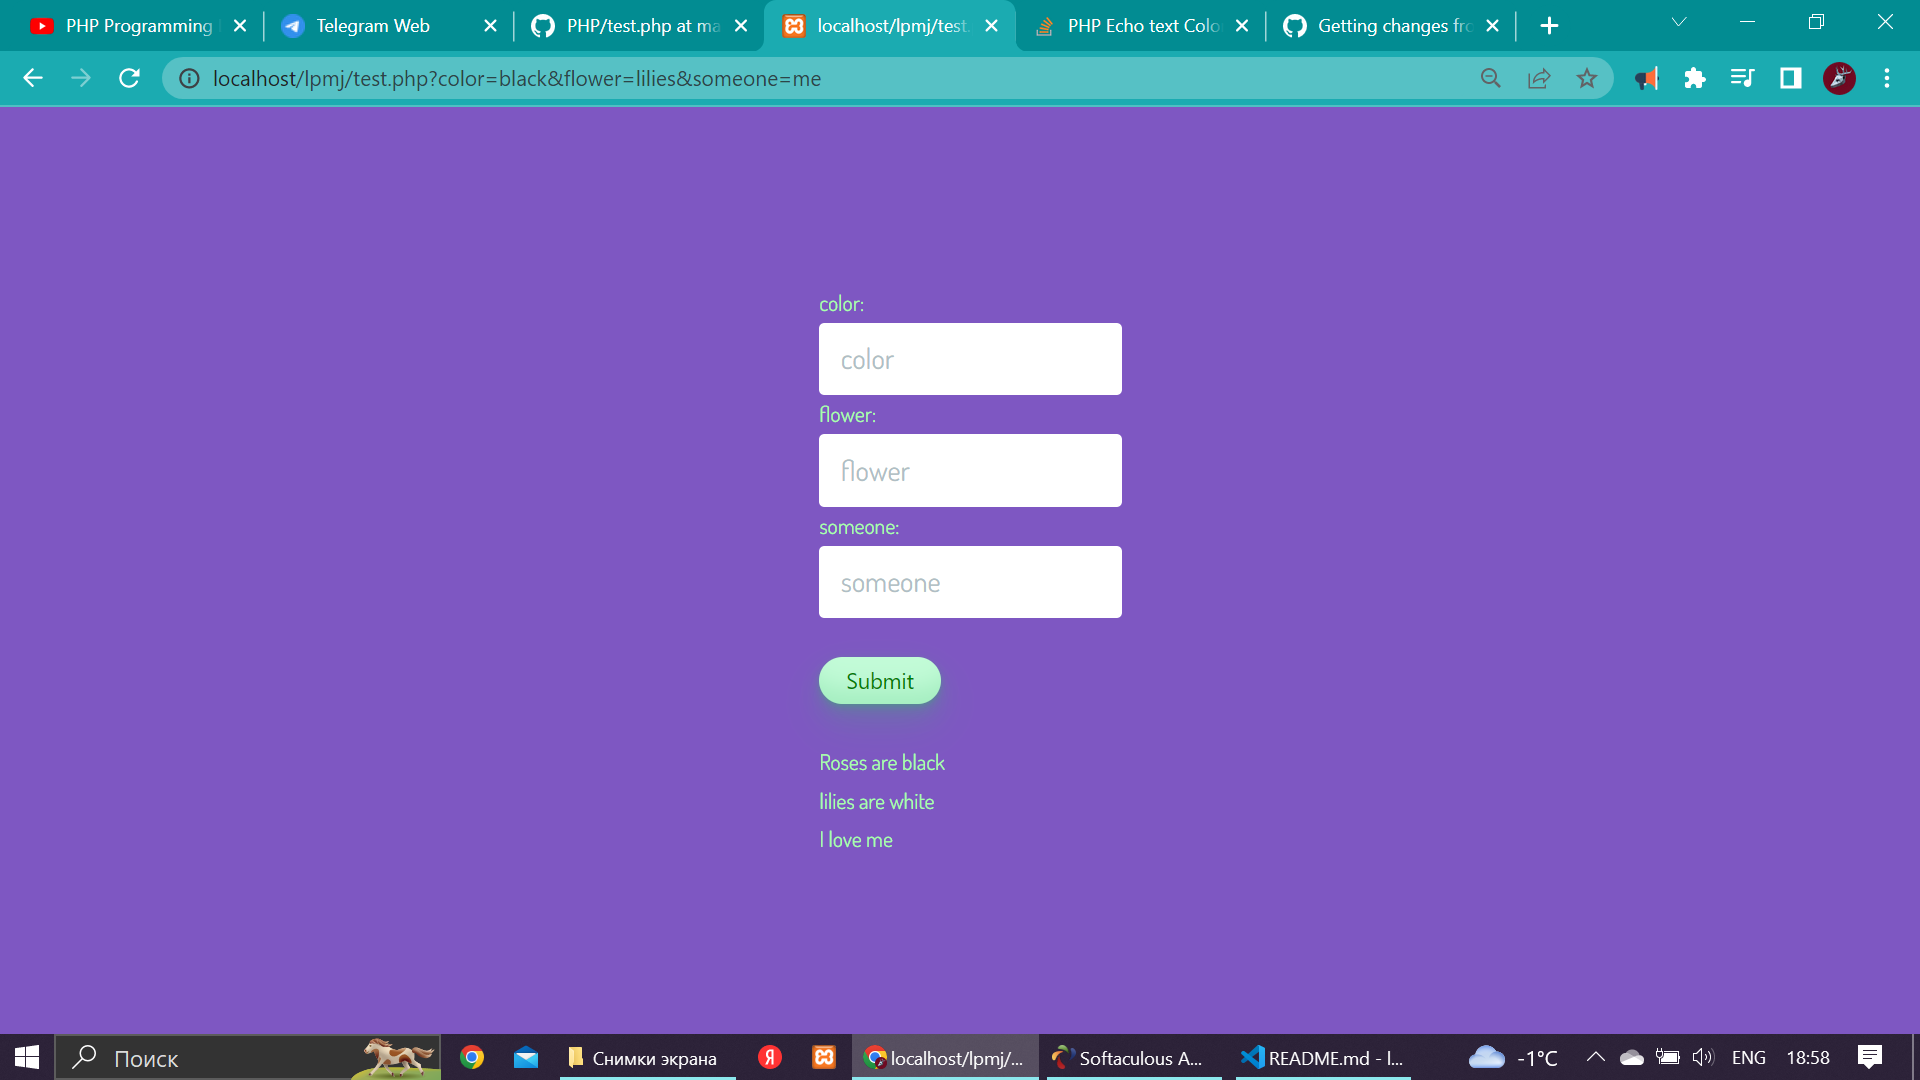 PHP Programming
Telegram Web
PHP/test.php at ma
localhost/lpmj/test.
PHP Echo text Colo
Getting changes fro
localhost/lpmj/test.php?color=black&flower=lilies&someone=me
color:
color
flower:
flower
someone:
someone
Submit
Roses are black
lilies are white
I love me
Поиск
Снимки экрана
Я
localhost/lpmj/...
Softaculous A...
README.md - l...
-1°C
ENG
18:58